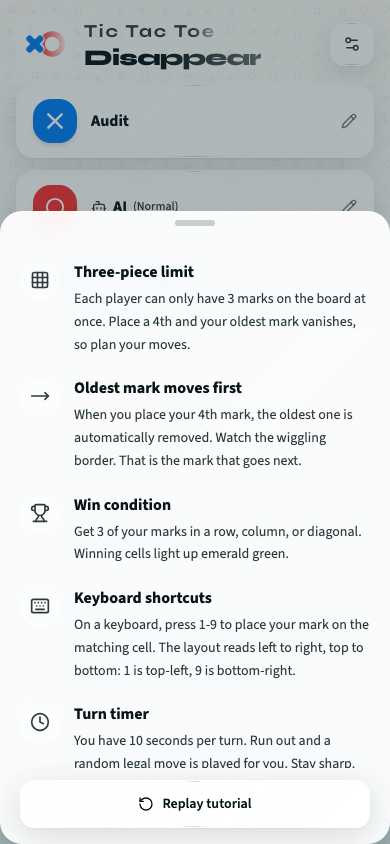 Tic Tac Toe
Disappear
Audit
AI (Normal)
Three-piece limit
Each player can only have 3 marks on the board at
once. Place a 4th and your oldest mark vanishes,
so plan your moves.
Oldest mark moves first
When you place your 4th mark, the oldest one is
automatically removed. Watch the wiggling
border. That is the mark that goes next.
Win condition
Get 3 of your marks in a row, column, or diagonal.
Winning cells light up emerald green.
Keyboard shortcuts
On a keyboard, press 1-9 to place your mark on the
matching cell. The layout reads left to right, top to
bottom: 1 is top-left, 9 is bottom-right.
Turn timer
You have 10 seconds per turn. Run out and a
random legal move is played for you. Stay sharp.
Replay tutorial